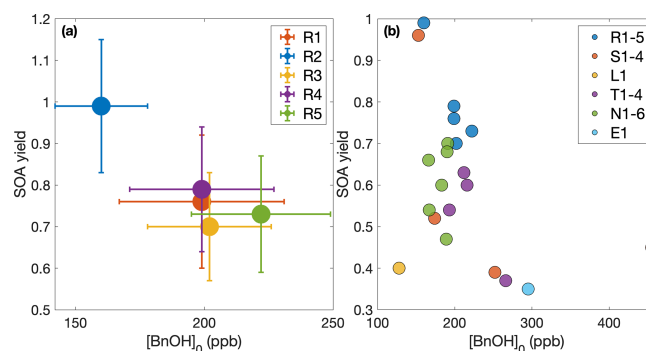 (a)
SOA yield
1.2
1.1
1
0.9
0.8
0.7
0.6
0.5
150
200
250
[BnOH]0 (ppb)
R1
R2
R3
R4
R5
(b)
SOA yield
1
0.9
0.8
0.7
0.6
0.5
0.4
0.3
100
200
300
400
[BnOH]0 (ppb)
R1-5
S1-4
L1
T1-4
N1-6
E1